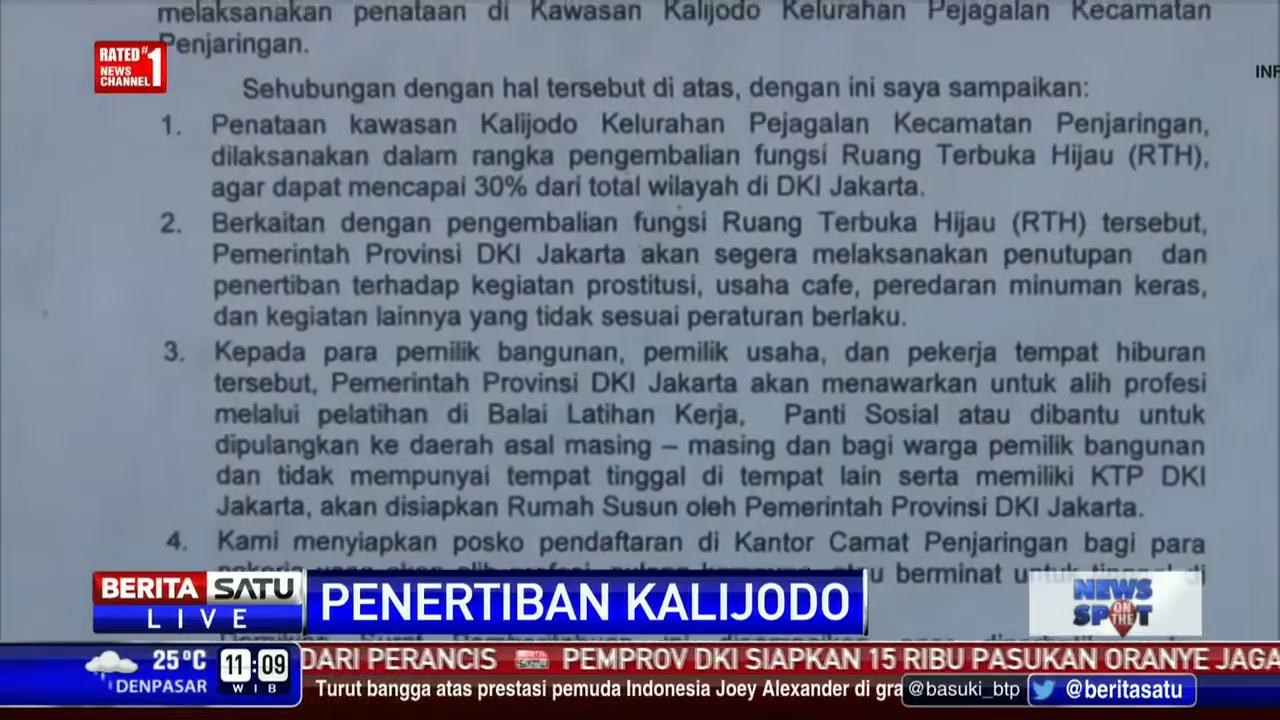 melaksanakan penataan di Kawasan Kalijodo Kelurahan Pejagalan Kecamatan
Penjaringan.
RATED #1
NEWS
CHANNEL
INF
Sehubungan dengan hal tersebut di atas, dengan ini saya sampaikan:
1. Penataan kawasan Kalijodo Kelurahan Pejagalan Kecamatan Penjaringan,
dilaksanakan dalam rangka pengembalian fungsi Ruang Terbuka Hijau (RTH),
agar dapat mencapai 30% dari total wilayah di DKI Jakarta.
2. Berkaitan dengan pengembalian fungsi Ruang Terbuka Hijau (RTH) tersebut,
Pemerintah Provinsi DKI Jakarta akan segera melaksanakan penutupan dan
penertiban terhadap kegiatan prostitusi, usaha cafe, peredaran minuman keras,
dan kegiatan lainnya yang tidak sesuai peraturan berlaku.
3. Kepada para pemilik bangunan, pemilik usaha, dan pekerja tempat hiburan
tersebut, Pemerintah Provinsi DKI Jakarta akan menawarkan untuk alih profesi
melalui pelatihan di Balai Latihan Kerja, Panti Sosial atau dibantu untuk
dipulangkan ke daerah asal masing – masing dan bagi warga pemilik bangunan
dan tidak mempunyai tempat tinggal di tempat lain serta memiliki KTP DKI
Jakarta, akan disiapkan Rumah Susun oleh Pemerintah Provinsi DKI Jakarta.
4. Kami menyiapkan posko pendaftaran di Kantor Camat Penjaringan bagi para
berminat untuk
BERITA SATU
LIVE
PENERTIBAN KALIJODO
NEWS
ON THE
SPOT
25°C
DENPASAR
11:09
WIB
DARI PERANCIS PEMPROV DKI SIAPKAN 15 RIBU PASUKAN ORANYE JAGA
Turut bangga atas prestasi pemuda Indonesia Joey Alexander di gra
@basuki_btp
@beritasatu